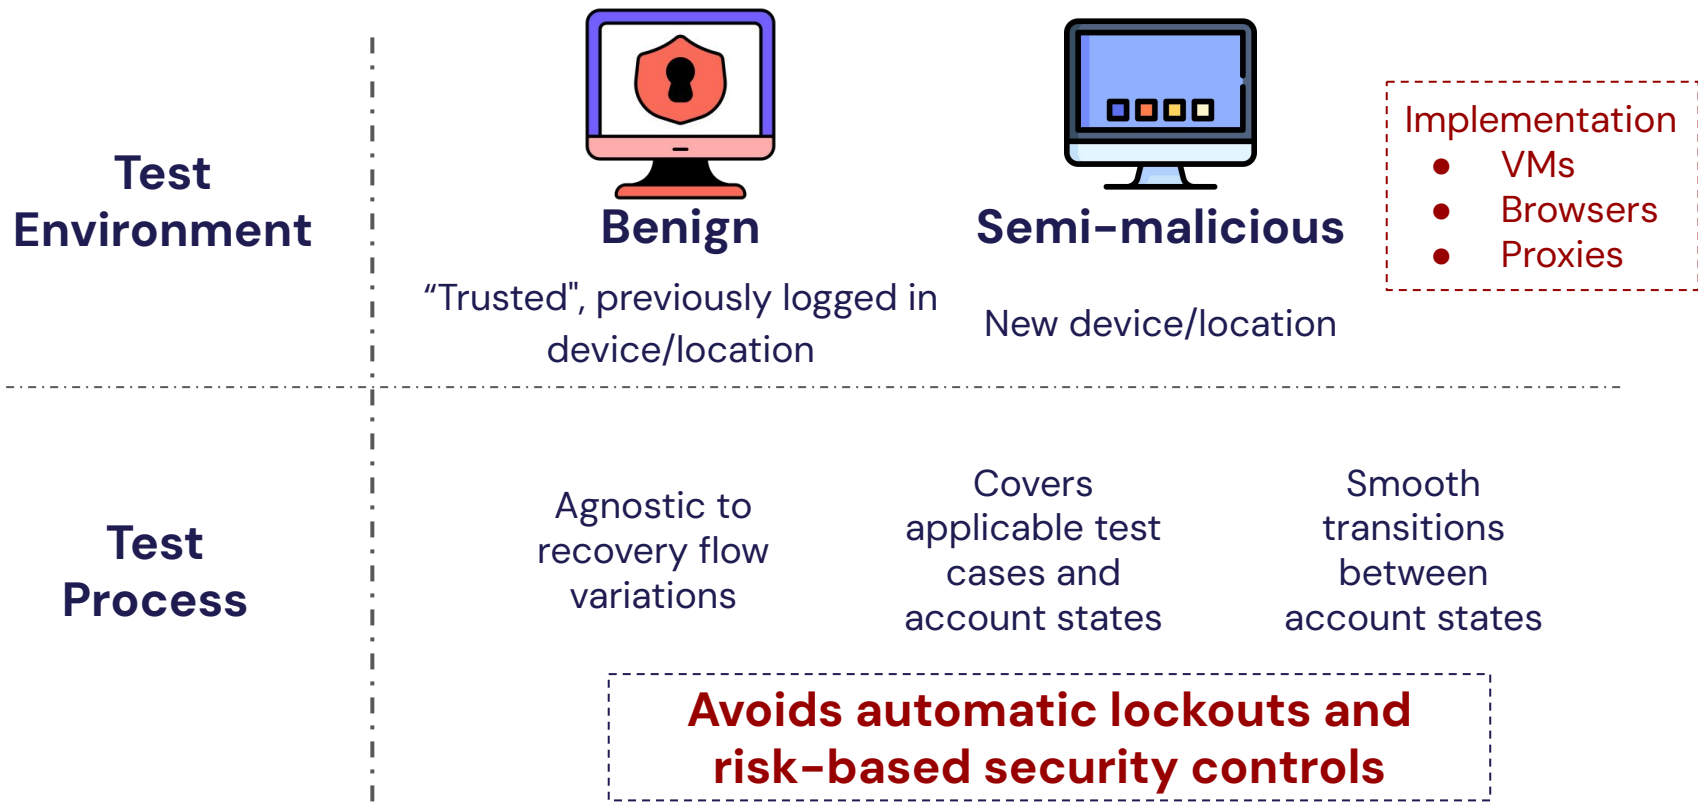 Test
Environment
Benign
“Trusted", previously logged in
device/location
Semi-malicious
New device/location
Implementation
● VMs
● Browsers
● Proxies
Test
Process
Agnostic to
recovery flow
variations
Covers
applicable test
cases and
account states
Smooth
transitions
between
account states
Avoids automatic lockouts and
risk-based security controls